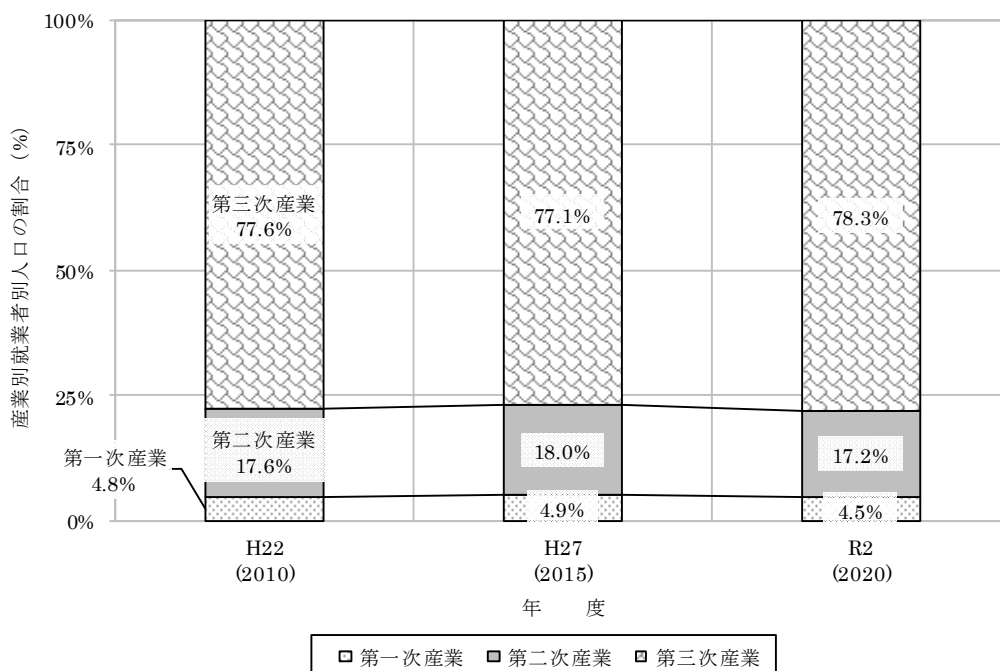 産業別就業者別人口の割合(%)
100%
75%
50%
25%
0%
第三次産業
77.6%
77.1%
78.3%
第二次産業
17.6%
18.0%
17.2%
第一次産業
4.8%
4.9%
4.5%
H22
(2010)
H27
(2015)
R2
(2020)
年 度
第一次産業 第二次産業 第三次産業